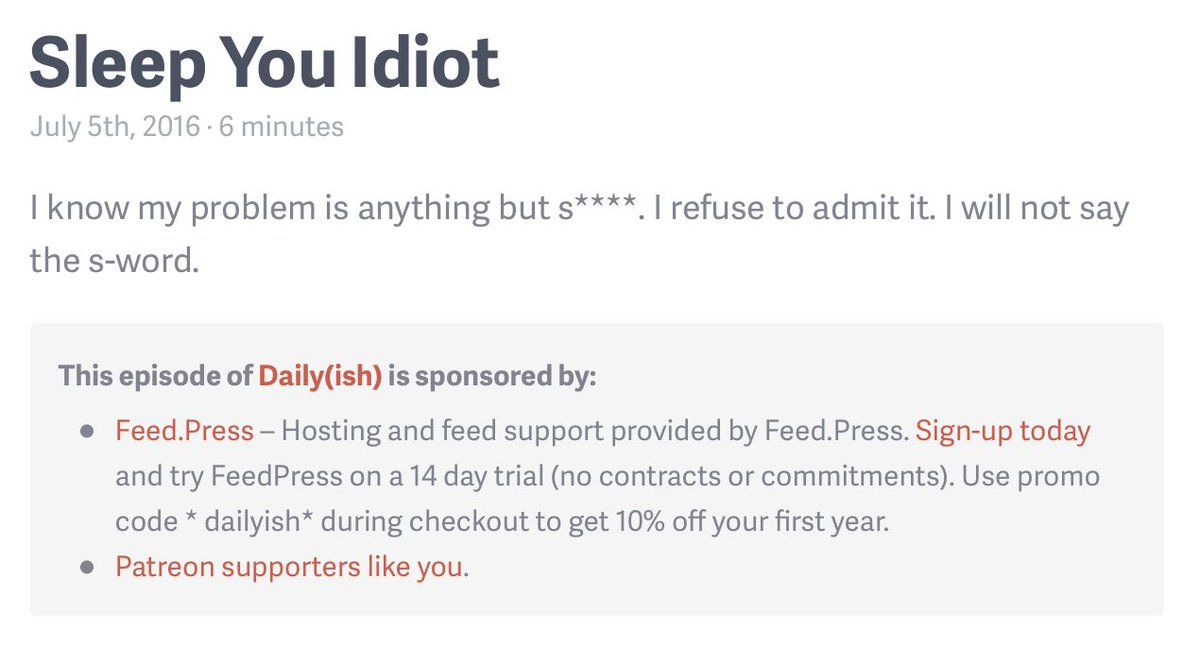 Sleep You Idiot
July 5th, 2016 · 6 minutes
I know my problem is anything but s****. I refuse to admit it. I will not say
the s-word.
This episode of Daily(ish) is sponsored by:
● Feed.Press – Hosting and feed support provided by Feed.Press. Sign-up today
and try FeedPress on a 14 day trial (no contracts or commitments). Use promo
code * dailyish* during checkout to get 10% off your first year.
● Patreon supporters like you.